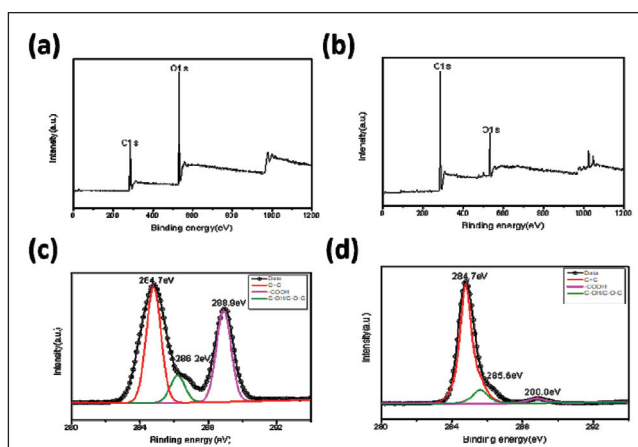 (a)
O1s
C1s
Intensity(a.u.)
0 200 400 600 800 1000 1200
Binding energy(eV)
(b)
C1s
O1s
Intensity(a.u.)
0 200 400 600 800 1000 1200
Binding energy(eV)
(c)
284.7eV
288.9eV
286.2eV
Data
C=C
-COOH
C-OH/C-O-C
Intensity(a.u.)
280 284 288 292
Binding energy(eV)
(d)
284.7eV
285.6eV
Data
C=C
-COOH
C-OH/C-O-C
Intensity(a.u.)
280 284 288 292
Binding energy(eV)